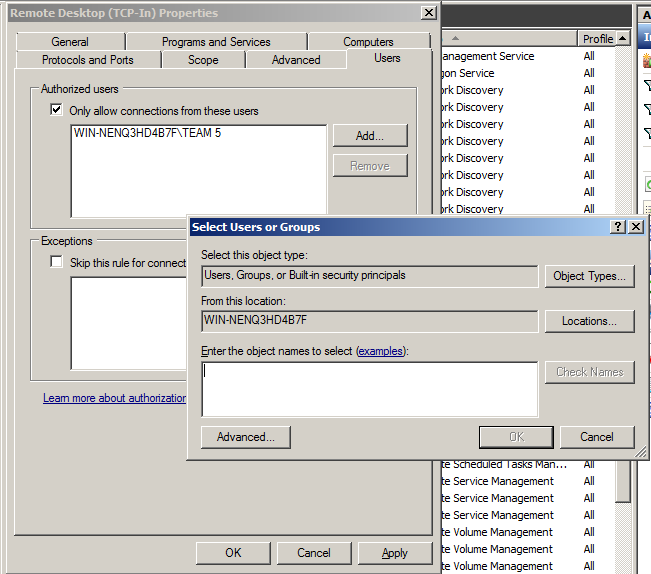 Remote Desktop (TCP-In) Properties
General
Programs and Services
Computers
Protocols and Ports
Scope
Advanced
Users
Authorized users
Only allow connections from these users
WIN-NENQ3HD4B7F\TEAM 5
Add...
Remove
Exceptions
Skip this rule for connect
Learn more about authorization
OK
Cancel
Apply
Select Users or Groups
Select this object type:
Users, Groups, or Built-in security principals
Object Types...
From this location:
WIN-NENQ3HD4B7F
Locations...
Enter the object names to select (examples):
Check Names
Advanced...
OK
Cancel
Profile
anagement Service All
gon Service All
ork Discovery All
ork Discovery All
ork Discovery All
ork Discovery All
ork Discovery All
ork Discovery All
ork Discovery All
ork Discovery All
te Scheduled Tasks Man... All
te Service Management All
te Service Management All
te Service Management All
te Volume Management All
te Volume Management All
te Volume Management All
A
In